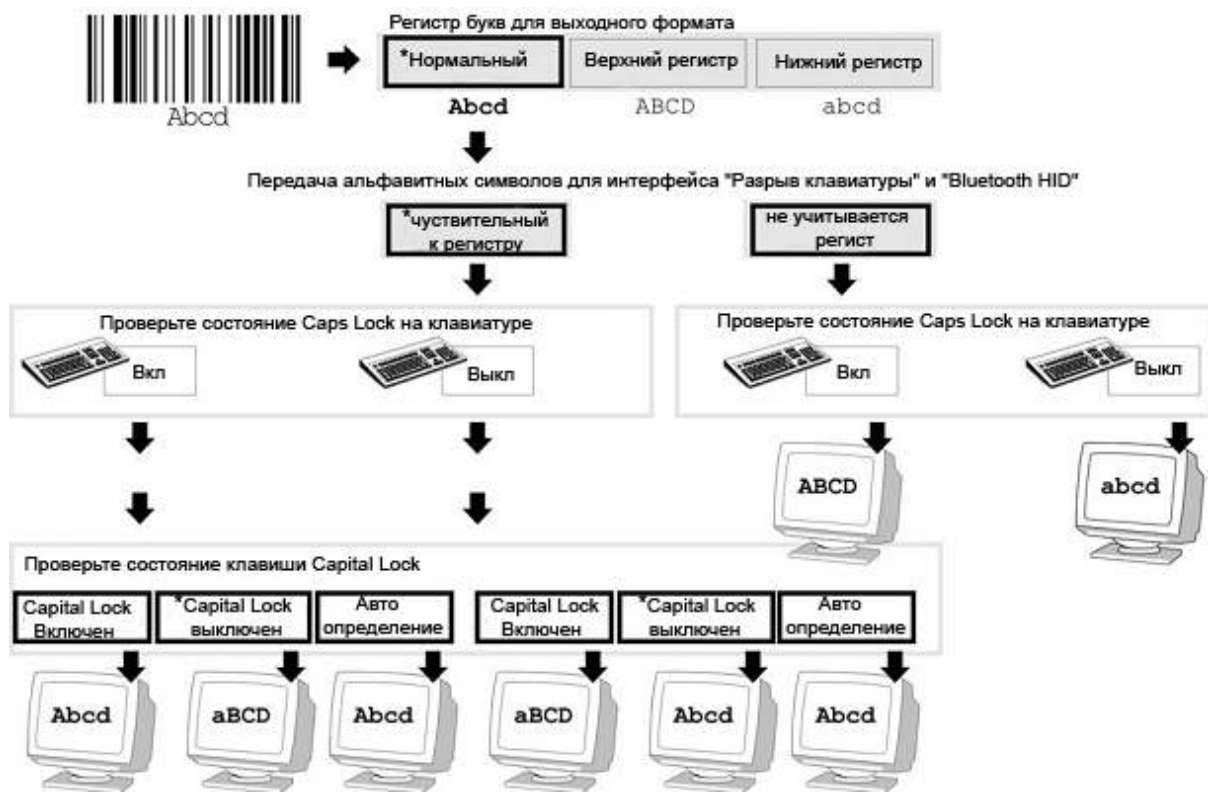 Регистр букв для выходного формата
*Нормальный Верхний регистр Нижний регистр
Abcd
Abcd ABCD abcd
Передача альфавитных символов для интерфейса "Разрыв клавиатуры" и "Bluetooth HID"
*чуствительный
к регистру
не учитывается
регист
Проверьте состояние Caps Lock на клавиатуре
Вкл Выкл
Проверьте состояние Caps Lock на клавиатуре
Вкл Выкл
ABCD abcd
Проверьте состояние клавиши Capital Lock
Capital Lock
Включен
*Capital Lock
выключен
Авто
определение
Capital Lock
Включен
*Capital Lock
выключен
Авто
определение
Abcd aBCD Abcd aBCD Abcd Abcd